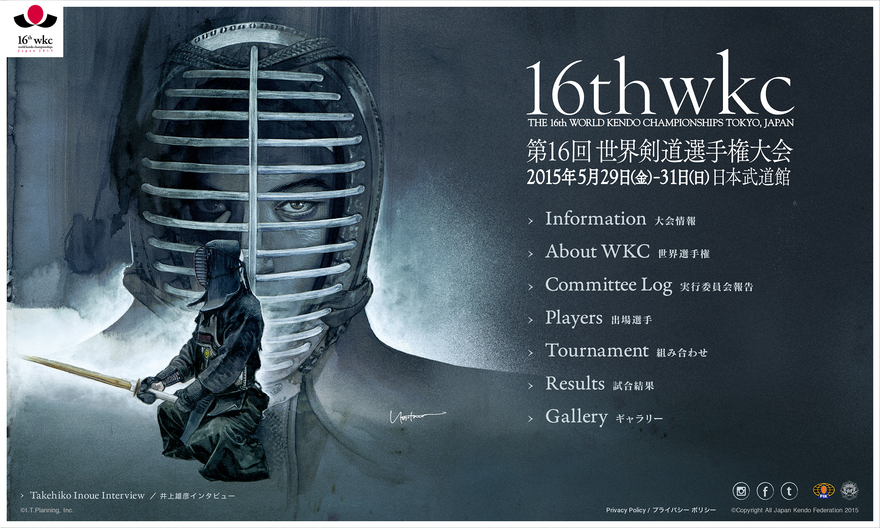 16th wkc
world kendo championships
Japan 2015
16thwkc
THE 16th WORLD KENDO CHAMPIONSHIPS TOKYO, JAPAN
第16回 世界剣道選手権大会
2015年5月29日(金)-31日(日) 日本武道館
› Information 大会情報
› About WKC 世界選手権
› Committee Log 実行委員会報告
› Players 出場選手
› Tournament 組み合わせ
› Results 試合結果
› Gallery ギャラリー
› Takehiko Inoue Interview ／ 井上雄彦インタビュー
©I.T.Planning, Inc.
Privacy Policy / プライバシー ポリシー ©Copyright All Japan Kendo Federation 2015